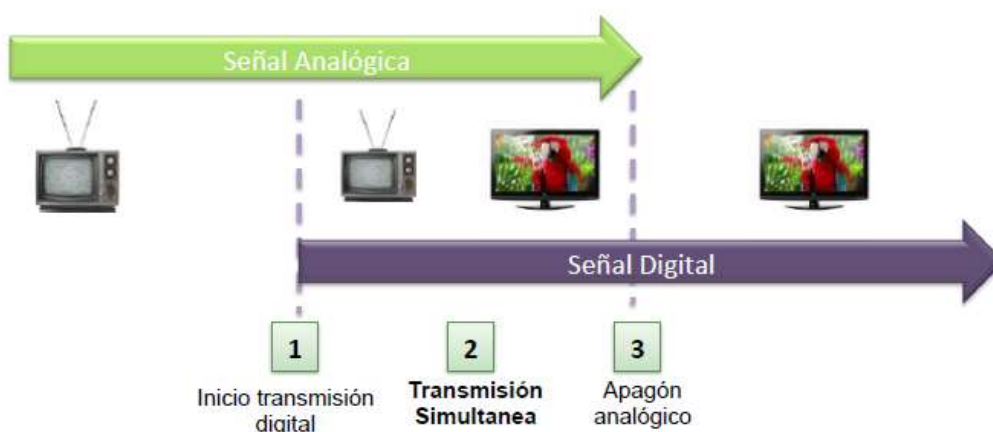 Señal Analógica
Señal Digital
1
Inicio transmisión
digital
2
Transmisión
Simultanea
3
Apagón
analógico